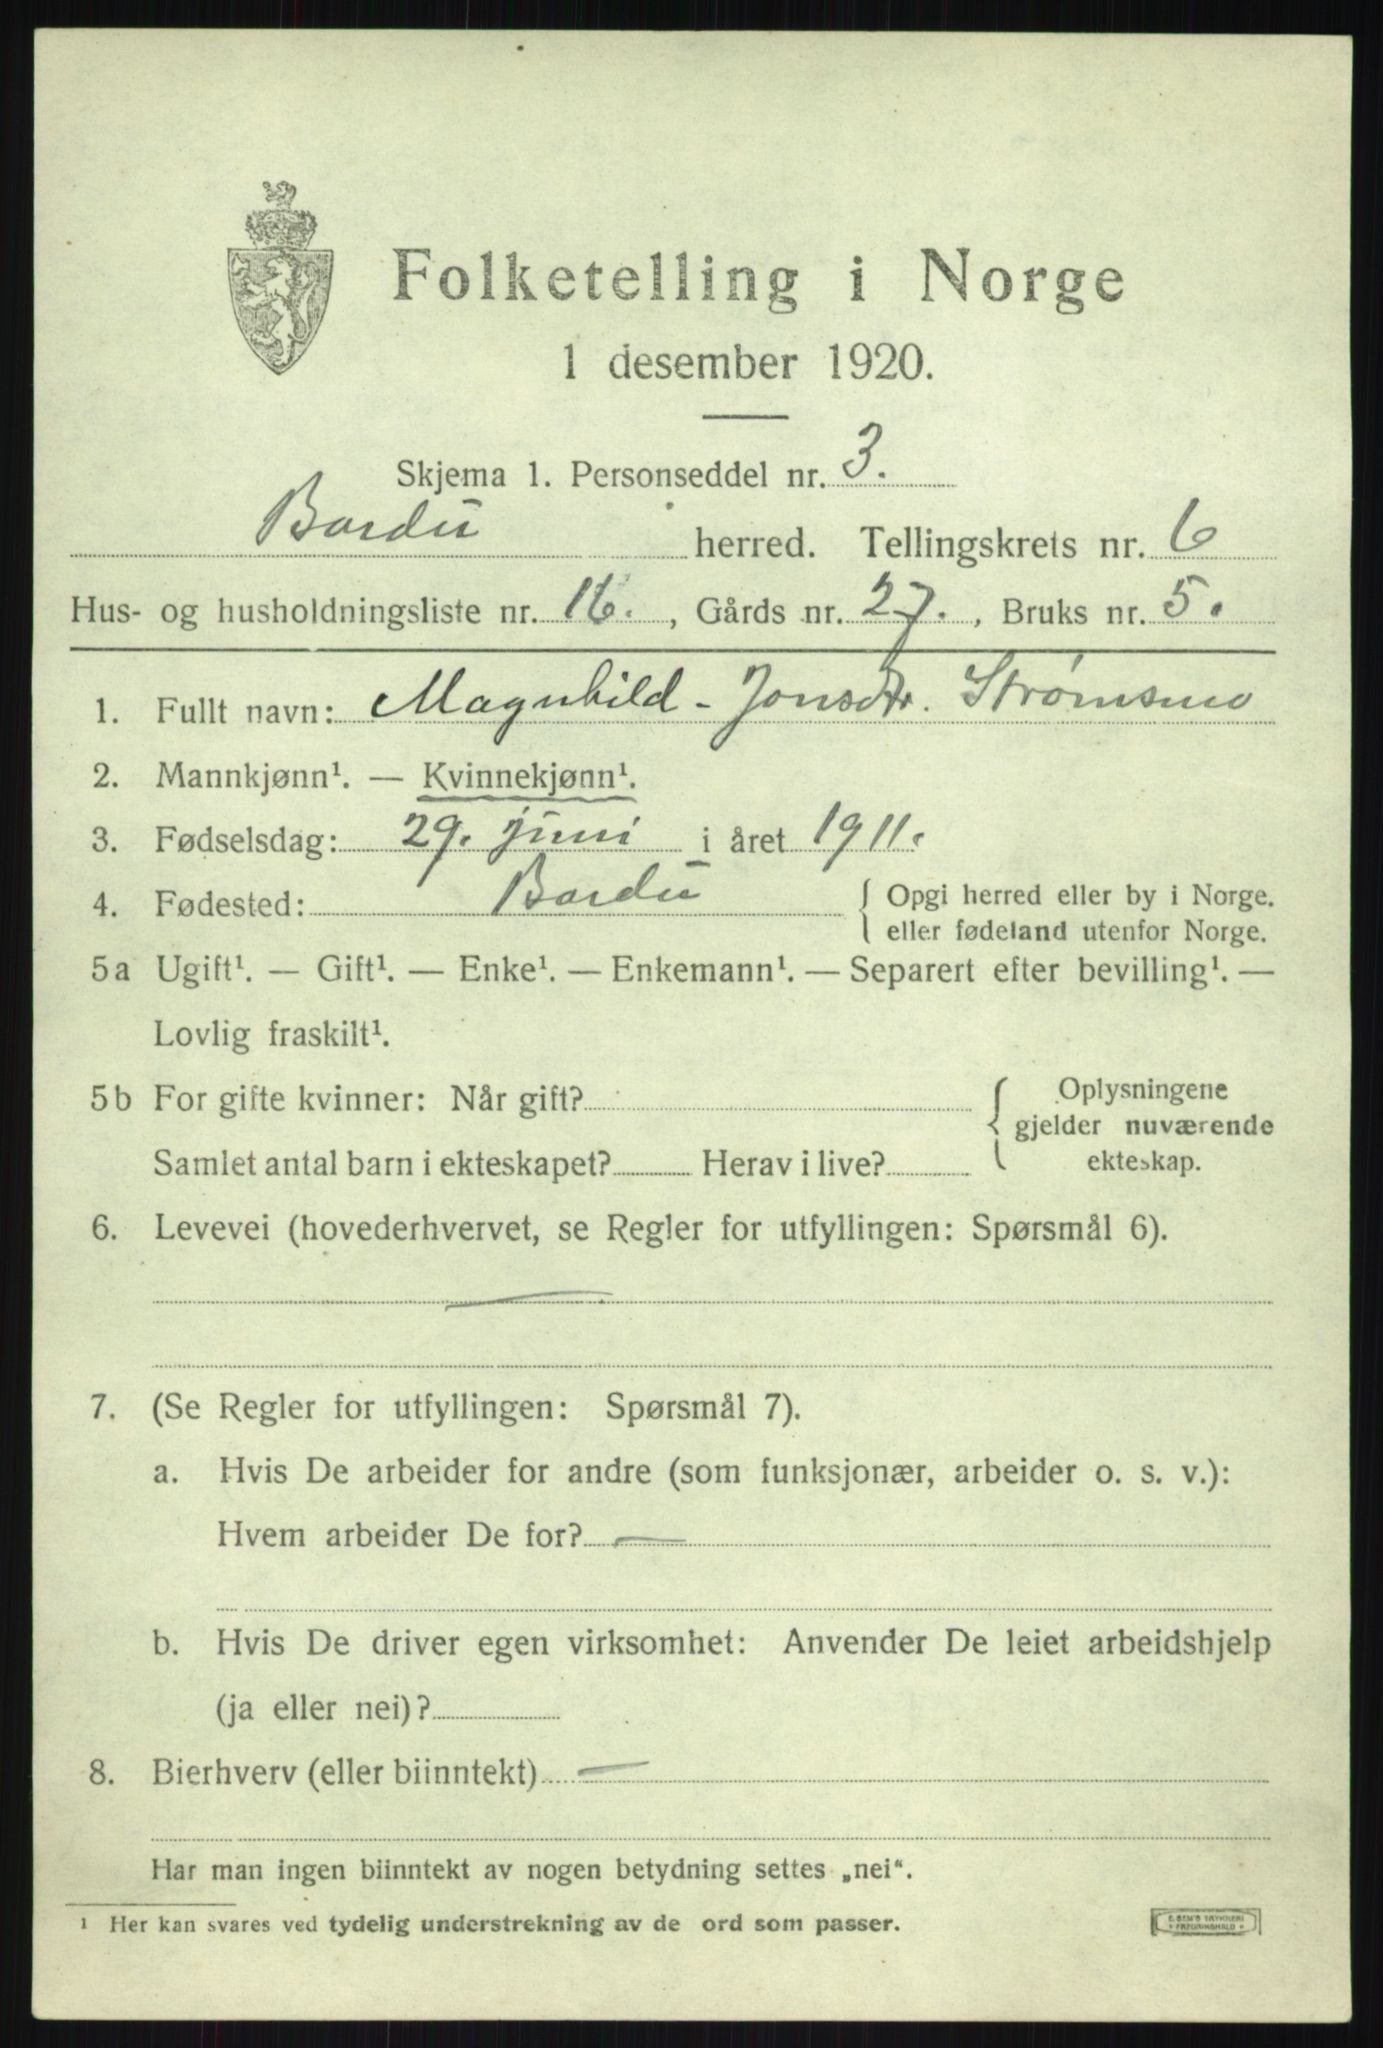 Folketelling i Norge
1 desember 1920.
Skjema 1. Personseddel nr. 3.
Bardu herred. Tellingskrets nr. 6
Hus- og husholdningsliste nr. 16., Gårds nr. 27., Bruks nr. 5.
1. Fullt navn: Magnhild - Jonsdtr. Strømsmo
2. Mannkjønn¹. — Kvinnekjønn¹.
3. Fødselsdag: 29. juni i året 1911.
4. Fødested: Bardu { Opgi herred eller by i Norge.
eller fødeland utenfor Norge.
5a Ugift¹. — Gift¹. — Enke¹. — Enkemann¹. — Separert efter bevilling¹. —
Lovlig fraskilt¹.
5b For gifte kvinner: Når gift? { Oplysningene
gjelder nuværende
Samlet antal barn i ekteskapet? Herav i live? ekteskap.
6. Levevei (hovederhvervet, se Regler for utfyllingen: Spørsmål 6).
—
7. (Se Regler for utfyllingen: Spørsmål 7).
a. Hvis De arbeider for andre (som funksjonær, arbeider o. s. v.):
Hvem arbeider De for? —
b. Hvis De driver egen virksomhet: Anvender De leiet arbeidshjelp
(ja eller nei)?
8. Bierhverv (eller biinntekt) —
Har man ingen biinntekt av nogen betydning settes „nei“.
¹ Her kan svares ved tydelig understrekning av de ord som passer.